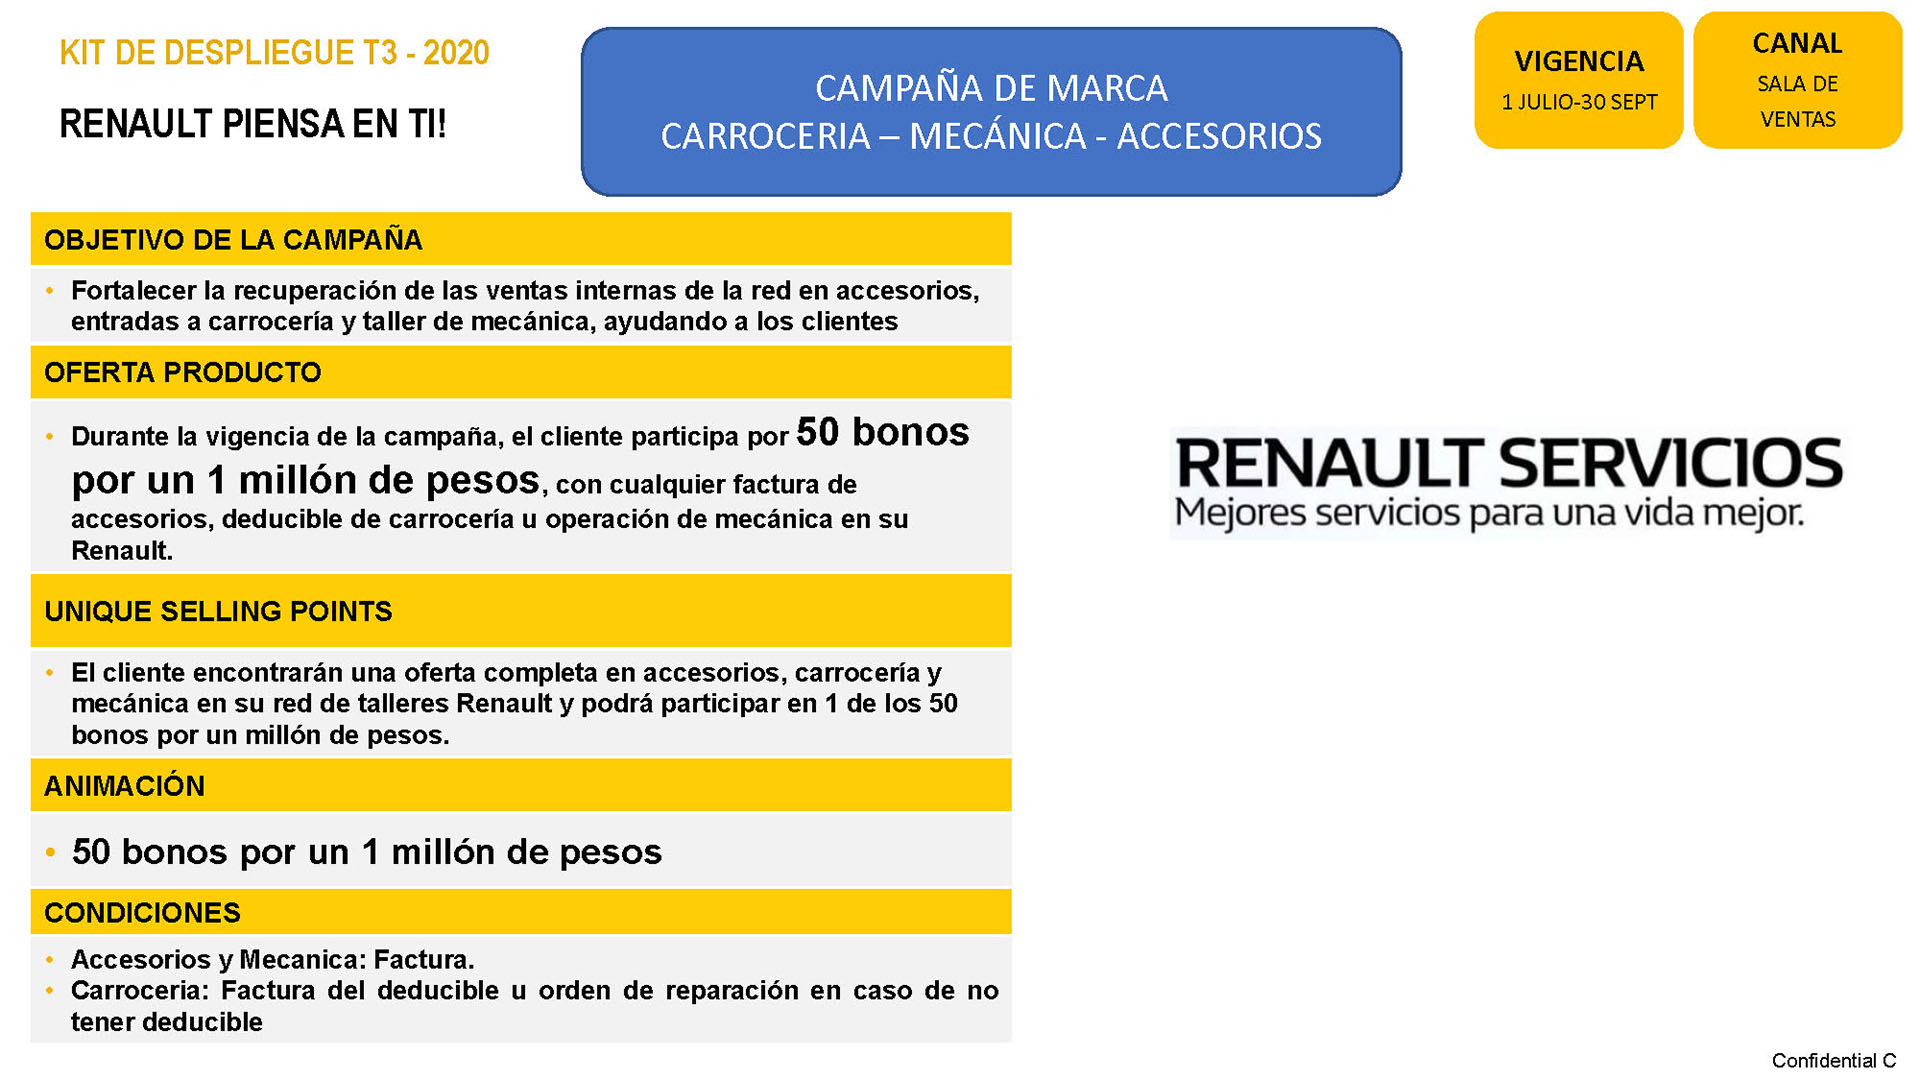 KIT DE DESPLIEGUE T3 - 2020
RENAULT PIENSA EN TI!
CAMPAÑA DE MARCA
CARROCERIA – MECÁNICA - ACCESORIOS
VIGENCIA
1 JULIO-30 SEPT
CANAL
SALA DE
VENTAS
OBJETIVO DE LA CAMPAÑA
• Fortalecer la recuperación de las ventas internas de la red en accesorios,
entradas a carrocería y taller de mecánica, ayudando a los clientes
OFERTA PRODUCTO
• Durante la vigencia de la campaña, el cliente participa por 50 bonos
por un 1 millón de pesos, con cualquier factura de
accesorios, deducible de carrocería u operación de mecánica en su
Renault.
UNIQUE SELLING POINTS
• El cliente encontrarán una oferta completa en accesorios, carrocería y
mecánica en su red de talleres Renault y podrá participar en 1 de los 50
bonos por un millón de pesos.
ANIMACIÓN
• 50 bonos por un 1 millón de pesos
CONDICIONES
• Accesorios y Mecanica: Factura.
• Carroceria: Factura del deducible u orden de reparación en caso de no
tener deducible
RENAULT SERVICIOS
Mejores servicios para una vida mejor.
Confidential C